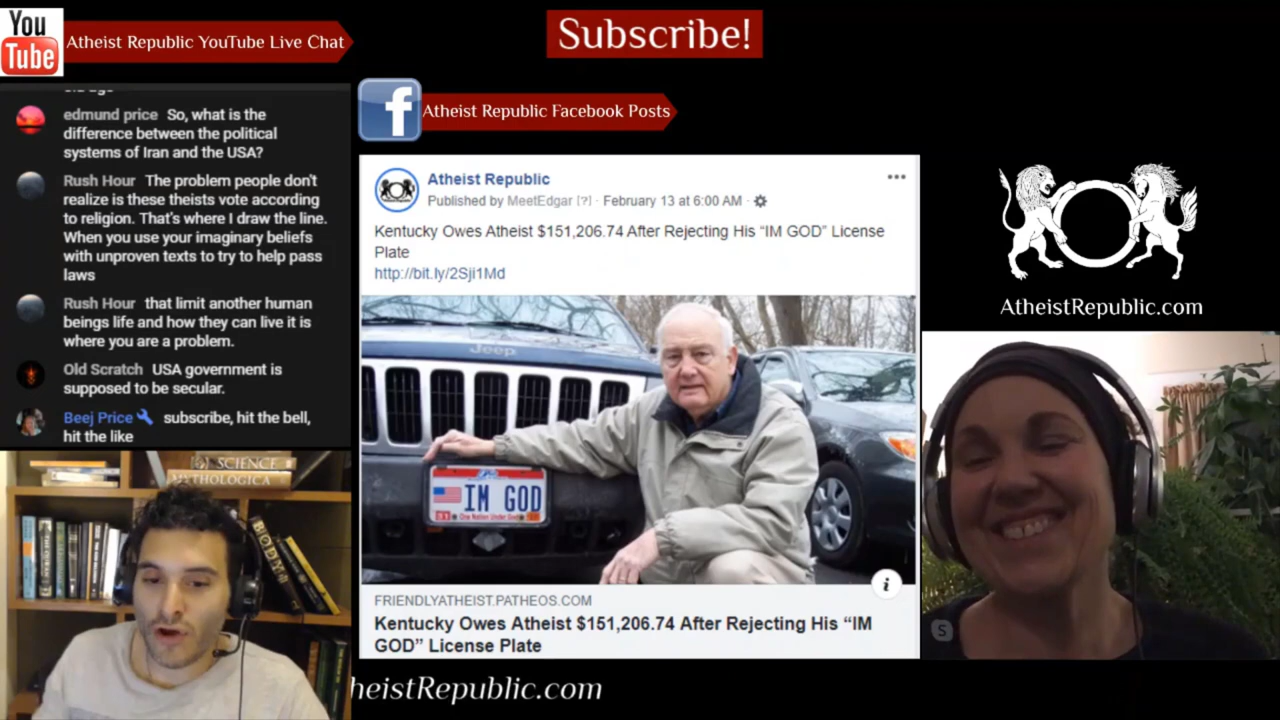 You
Tube
Atheist Republic YouTube Live Chat
Subscribe!
edmund price So, what is the
difference between the political
systems of Iran and the USA?
Rush Hour The problem people don't
realize is these theists vote according
to religion. That's where I draw the line.
When you use your imaginary beliefs
with unproven texts to try to help pass
laws
Rush Hour that limit another human
beings life and how they can live it is
where you are a problem.
Old Scratch USA government is
supposed to be secular.
Beej Price subscribe, hit the bell,
hit the like
f
Atheist Republic Facebook Posts
Atheist Republic
Published by MeetEdgar [?] · February 13 at 6:00 AM ·
Kentucky Owes Atheist $151,206.74 After Rejecting His “IM GOD” License
Plate
http://bit.ly/2Sji1Md
Jeep
IM GOD
One Nation Under God
i
FRIENDLYATHEIST.PATHEOS.COM
Kentucky Owes Atheist $151,206.74 After Rejecting His “IM
GOD” License Plate
AtheistRepublic.com
SCIENCE
MYTHOLOGICA
BODY
S
heistRepublic.com